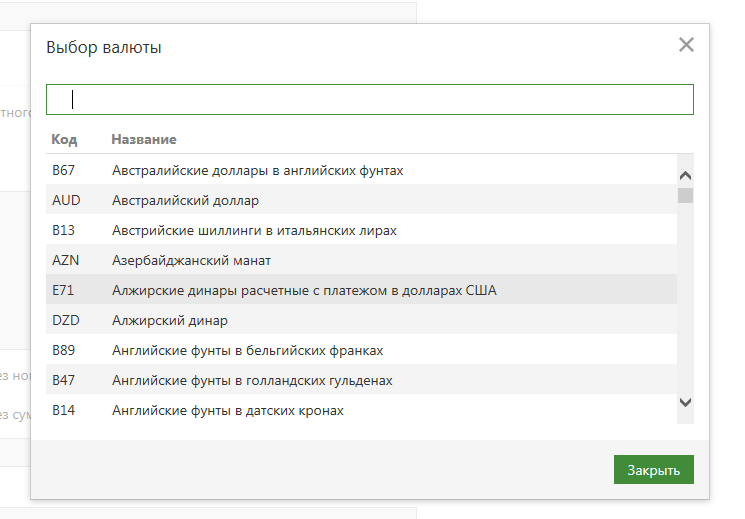 Выбор валюты
тного
Код Название
B67 Австралийские доллары в английских фунтах
AUD Австралийский доллар
B13 Австрийские шиллинги в итальянских лирах
AZN Азербайджанский манат
E71 Алжирские динары расчетные с платежом в долларах США
DZD Алжирский динар
B89 Английские фунты в бельгийских франках
ез ном
B47 Английские фунты в голландских гульденах
ез сум
B14 Английские фунты в датских кронах
Закрыть